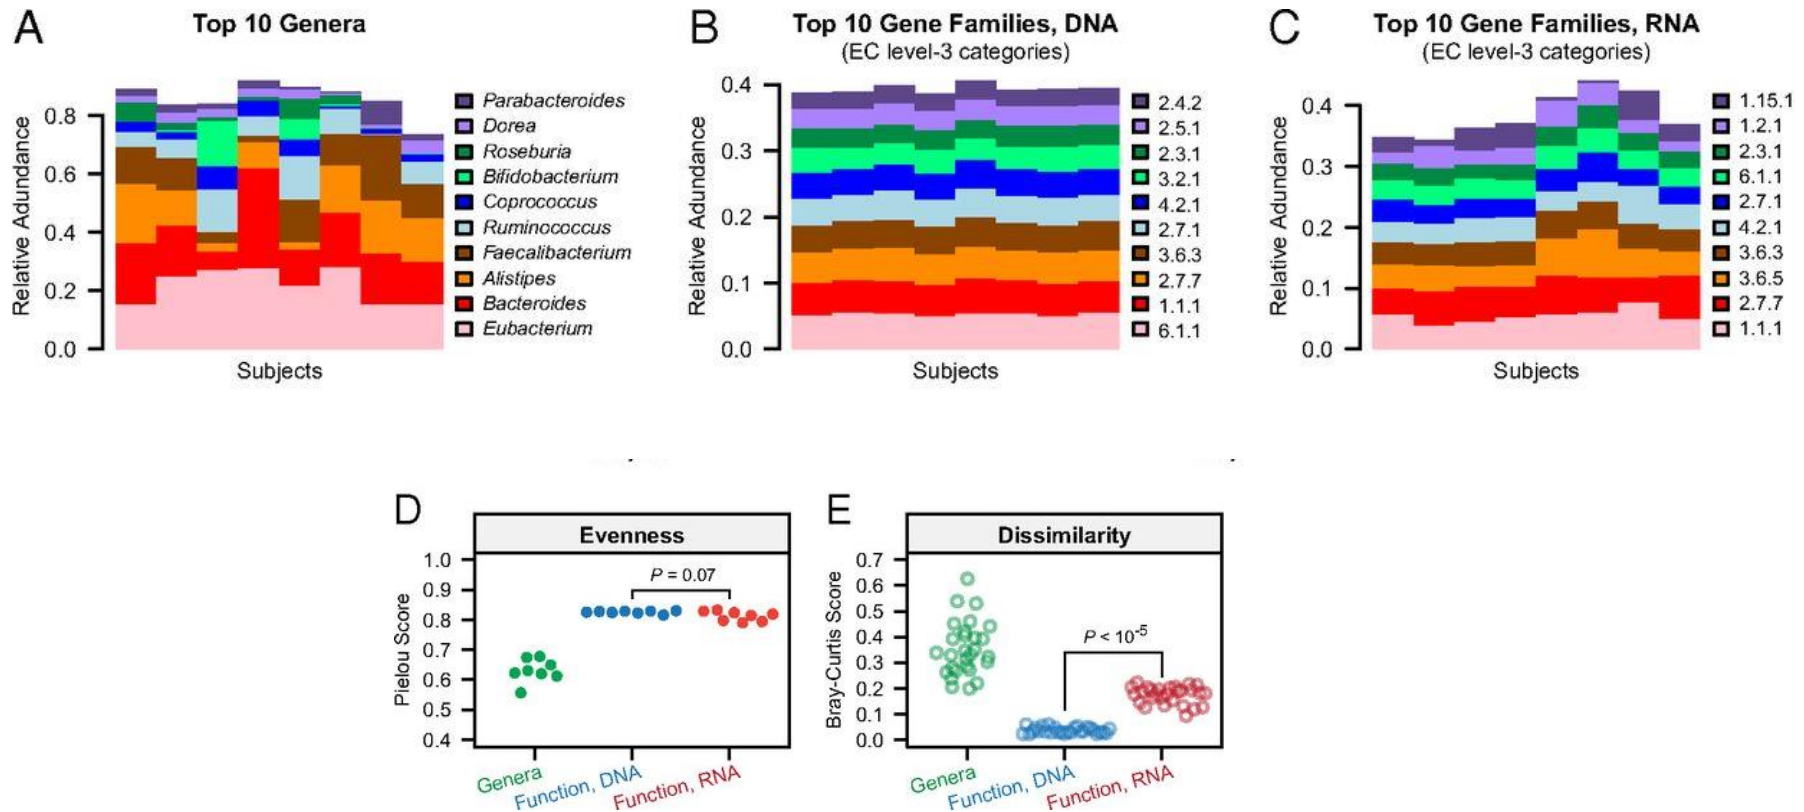 A
Top 10 Genera
Relative Abundance
0.8
0.6
0.4
0.2
0.0
Subjects
Parabacteroides
Dorea
Roseburia
Bifidobacterium
Coprococcus
Ruminococcus
Faecalibacterium
Alistipes
Bacteroides
Eubacterium
B
Top 10 Gene Families, DNA
(EC level-3 categories)
Relative Abundance
0.4
0.3
0.2
0.1
0.0
Subjects
2.4.2
2.5.1
2.3.1
3.2.1
4.2.1
2.7.1
3.6.3
2.7.7
1.1.1
6.1.1
C
Top 10 Gene Families, RNA
(EC level-3 categories)
Relative Abundance
0.4
0.3
0.2
0.1
0.0
Subjects
1.15.1
1.2.1
2.3.1
6.1.1
2.7.1
4.2.1
3.6.3
3.6.5
2.7.7
1.1.1
D
Evenness
Pielou Score
1.0
0.9
0.8
0.7
0.6
0.5
0.4
P = 0.07
Genera
Function, DNA
Function, RNA
E
Dissimilarity
Bray-Curtis Score
0.7
0.6
0.5
0.4
0.3
0.2
0.1
0.0
P < 10⁻⁵
Genera
Function, DNA
Function, RNA